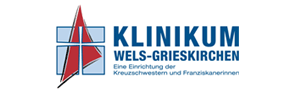 KLINIKUM
WELS-GRIESKIRCHEN
Eine Einrichtung der
Kreuzschwestern und Franziskanerinnen